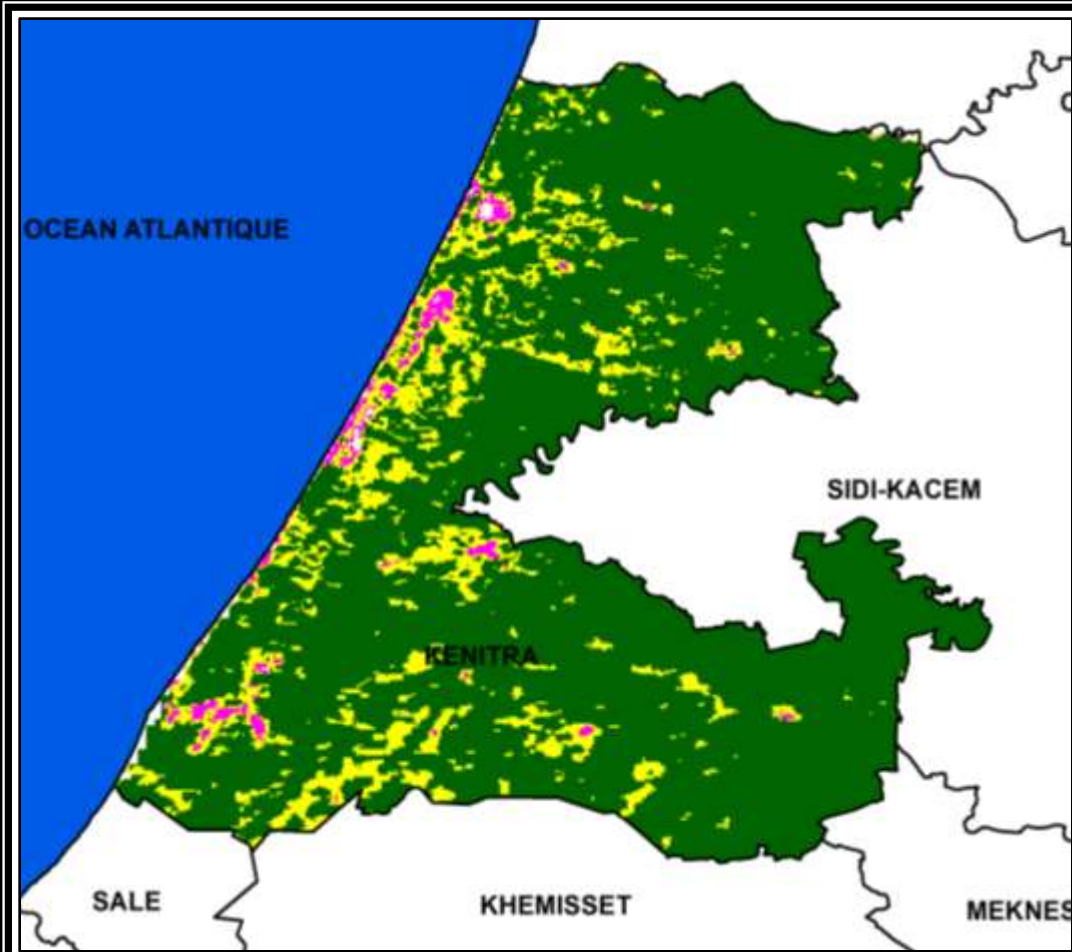 OCEAN ATLANTIQUE
SIDI-KACEM
KENITRA
SALE
KHEMISSET
MEKNES